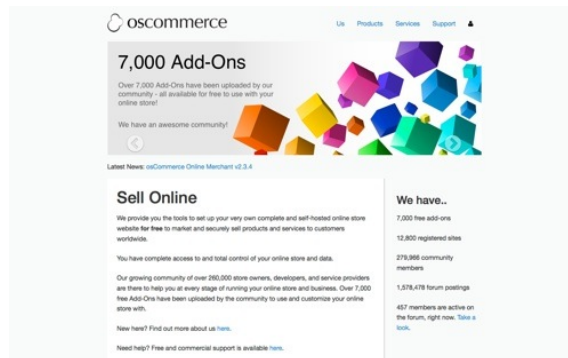 oscommerce
Us Products Services Support
7,000 Add-Ons
Over 7,000 Add-Ons have been uploaded by our
community - all available for free to use with your
online store!
We have an awesome community!
Latest News: osCommerce Online Merchant v2.3.4
Sell Online
We provide you the tools to set up your very own complete and self-hosted online store
website for free to market and securely sell products and services to customers
worldwide.
You have complete access to and total control of your online store and data.
Our growing community of over 260,000 store owners, developers, and service providers
are there to help you at every stage of running your online store and business. Over 7,000
free Add-Ons have been uploaded by the community to use and customize your online
store with.
New here? Find out more about us here.
Need help? Free and commercial support is available here.
We have..
7,000 free add-ons
12,800 registered sites
279,986 community
members
1,578,478 forum postings
457 members are active on
the forum, right now. Take a
look.